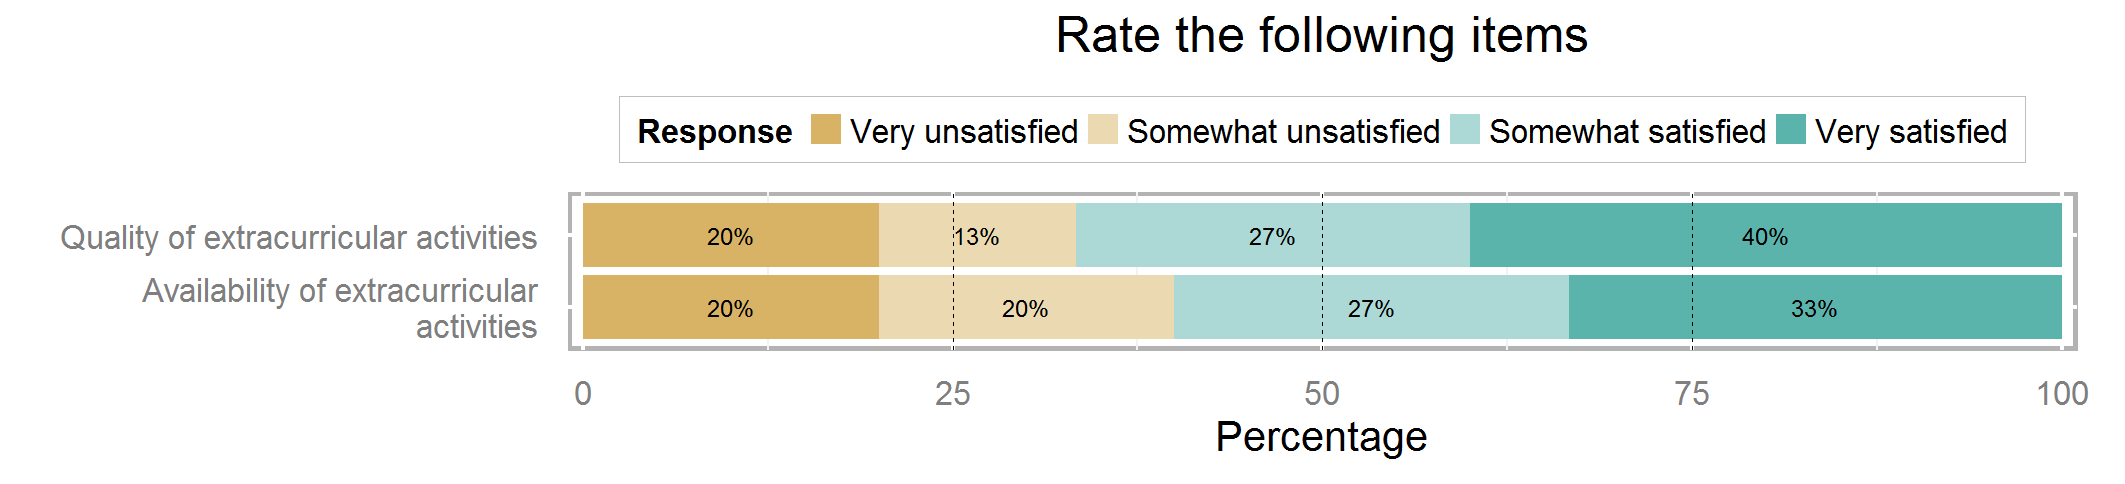 Rate the following items
Response Very unsatisfied Somewhat unsatisfied Somewhat satisfied Very satisfied
Quality of extracurricular activities 20% 13% 27% 40%
Availability of extracurricular
activities 20% 20% 27% 33%
0 25 50 75 100
Percentage